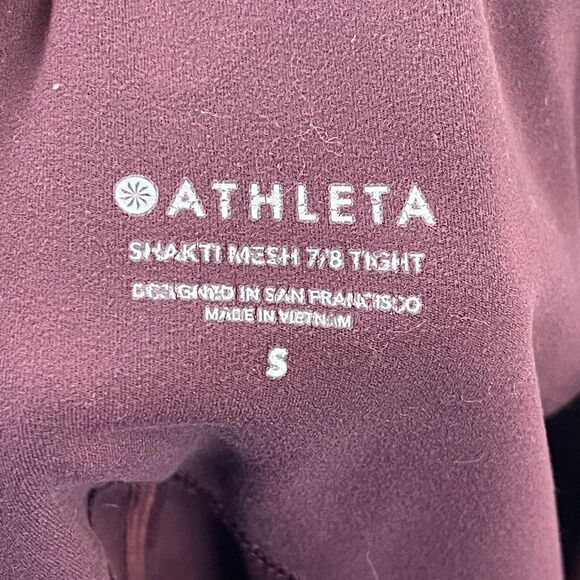 ATHLETA
SHAKTI MESH 7/8 TIGHT
DESIGNED IN SAN FRANCISCO
MADE IN VIETNAM
S